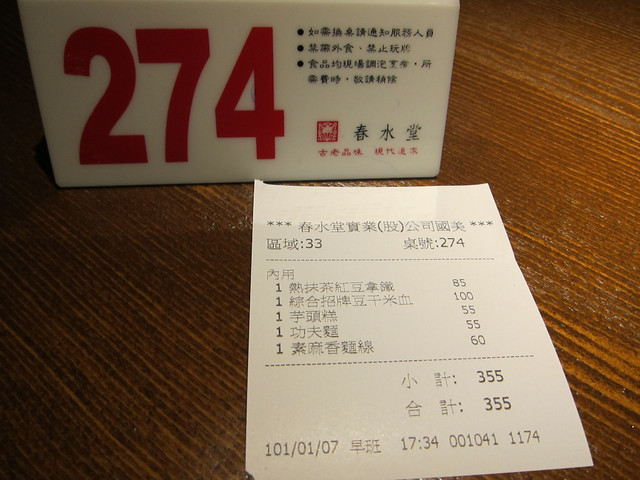 274
● 如需換桌請通知服務人員
● 禁帶外食、禁止玩牌
● 食品均現場調泡烹煮，所
需費時，敬請稍候
春水堂
古老品味 現代追求
*** 春水堂實業(股)公司國美 ***
區域:33 桌號:274
內用
1 熱抹茶紅豆拿鐵 85
1 綜合招牌豆干米血 100
1 芋頭糕 55
1 功夫麵 55
1 素麻香麵線 60
小 計: 355
合 計: 355
101/01/07 早班 17:34 001041 1174